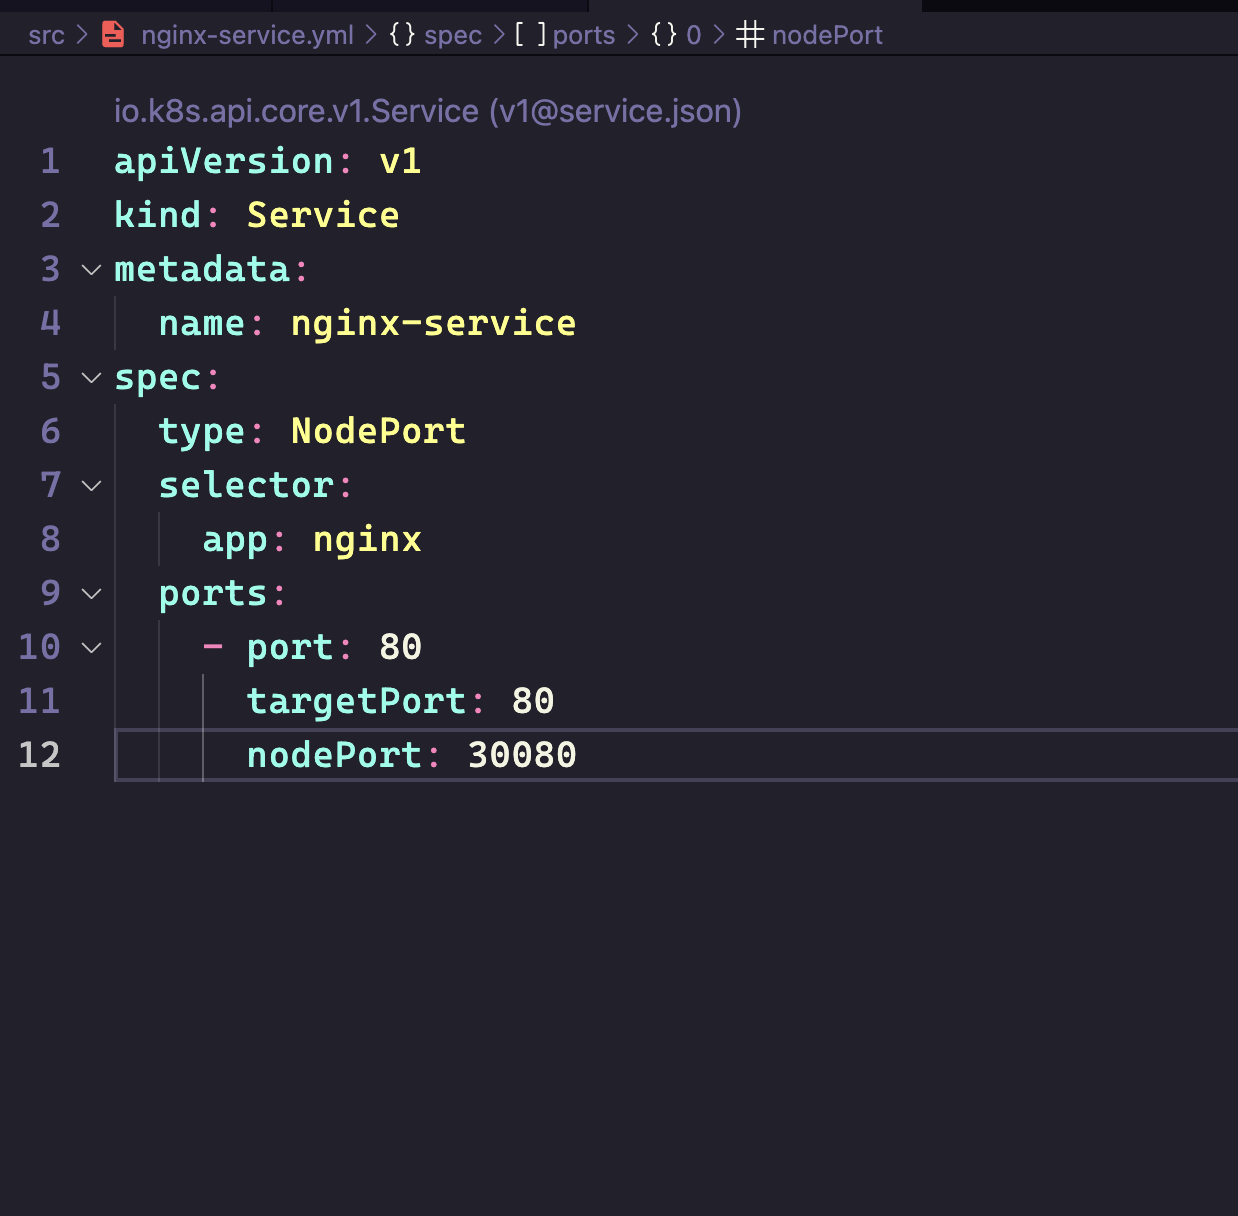 src > nginx-service.yml > {} spec > [ ] ports > {} 0 > # nodePort
io.k8s.api.core.v1.Service (v1@service.json)
1 apiVersion: v1
2 kind: Service
3 metadata:
4   name: nginx-service
5 spec:
6   type: NodePort
7   selector:
8     app: nginx
9   ports:
10     - port: 80
11       targetPort: 80
12       nodePort: 30080